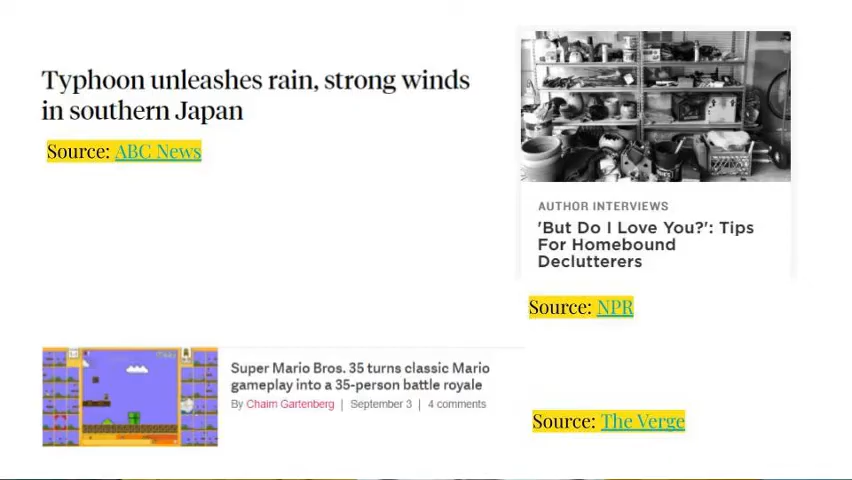 Typhoon unleashes rain, strong winds
in southern Japan
Source: ABC News
AUTHOR INTERVIEWS
'But Do I Love You?': Tips
For Homebound
Declutterers
Source: NPR
Super Mario Bros. 35 turns classic Mario
gameplay into a 35-person battle royale
By Chaim Gartenberg | September 3 | 4 comments
Source: The Verge